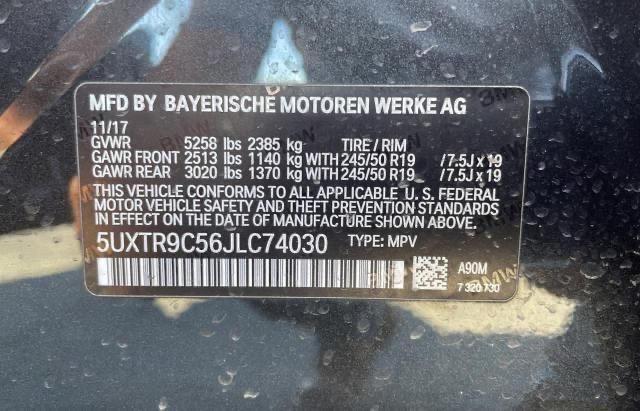 MFD BY BAYERISCHE MOTOREN WERKE AG
11/17
GVWR 5258 lbs 2385 kg TIRE / RIM
GAWR FRONT 2513 lbs 1140 kg WITH 245/50 R19 / 7.5J x 19
GAWR REAR 3020 lbs 1370 kg WITH 245/50 R19 / 7.5J x 19
THIS VEHICLE CONFORMS TO ALL APPLICABLE U. S. FEDERAL
MOTOR VEHICLE SAFETY AND THEFT PREVENTION STANDARDS
IN EFFECT ON THE DATE OF MANUFACTURE SHOWN ABOVE.
5UXTR9C56JLC74030 TYPE: MPV
A90M
7 320 730